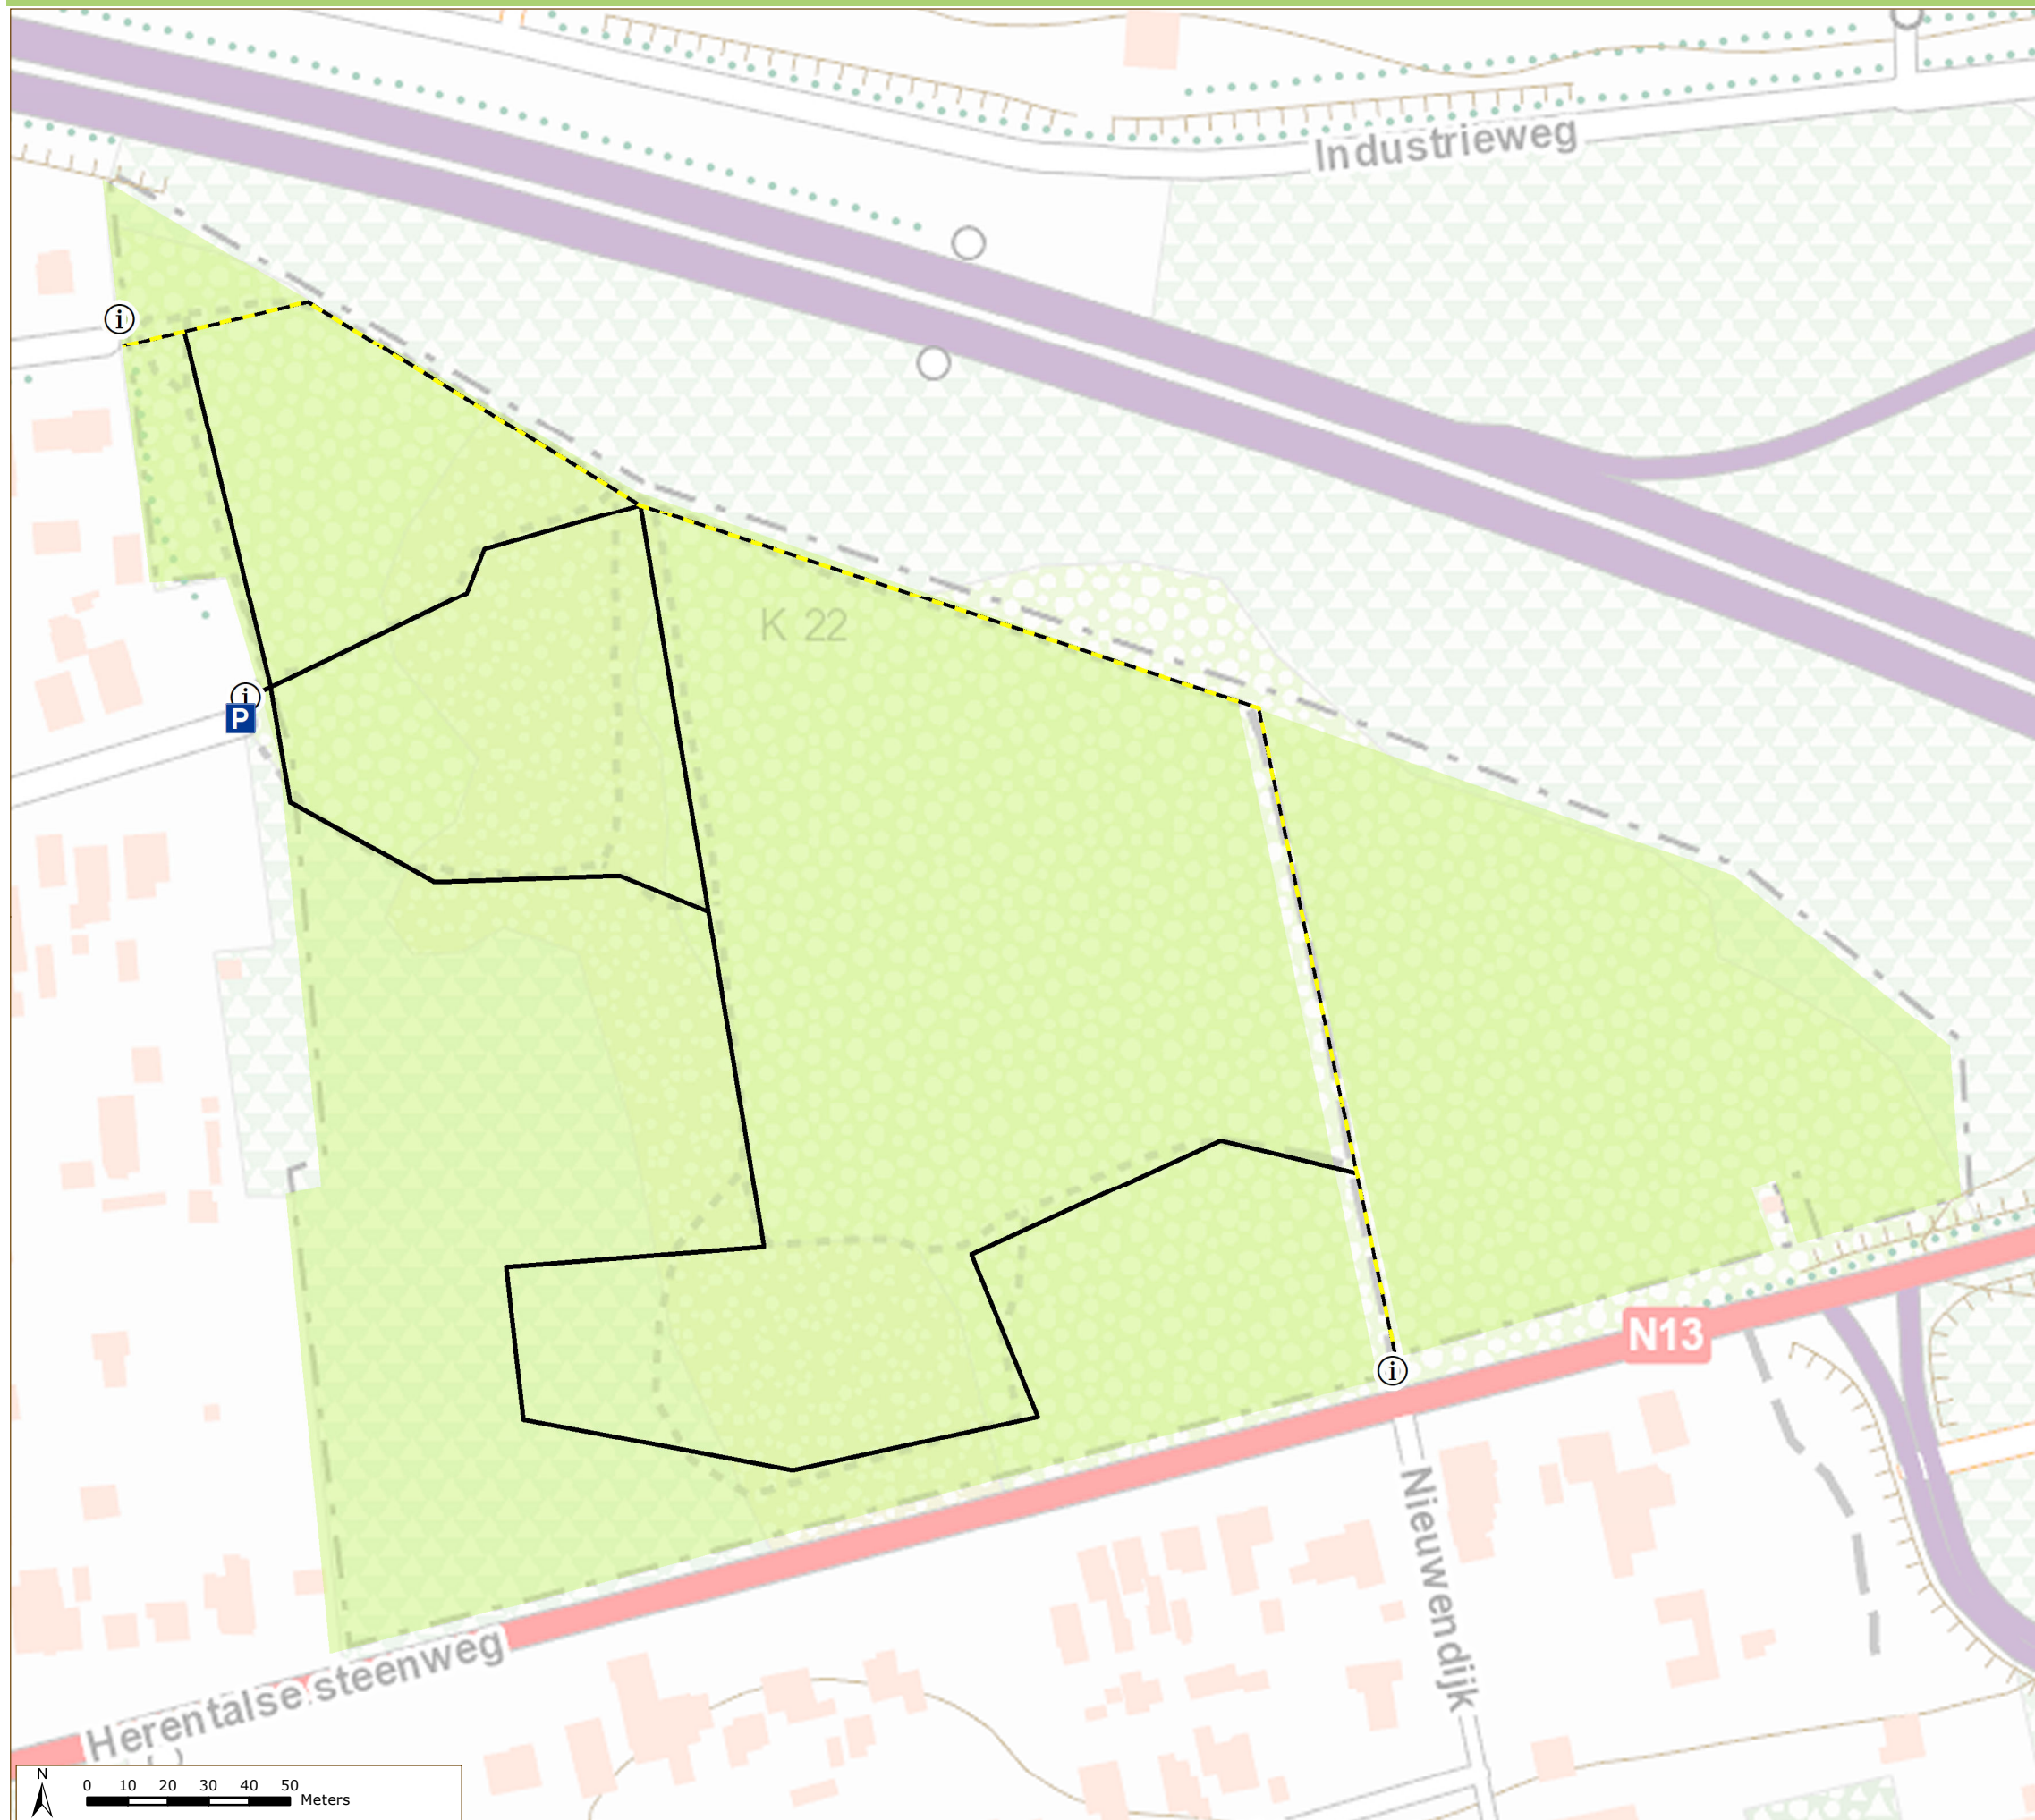 Industrieweg
i
K 22
i
P
N13
i
Nieuwendijk
Herentalse steenweg
N
0 10 20 30 40 50
Meters